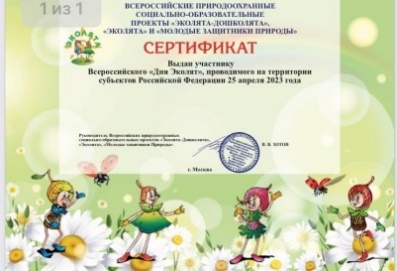 1 из 1
ВСЕРОССИЙСКИЕ ПРИРОДООХРАННЫЕ
СОЦИАЛЬНО-ОБРАЗОВАТЕЛЬНЫЕ
ПРОЕКТЫ «ЭКОЛЯТА-ДОШКОЛЯТА»,
«ЭКОЛЯТА» И «МОЛОДЫЕ ЗАЩИТНИКИ ПРИРОДЫ»
ЭКОЛЯТА
СЕРТИФИКАТ
Выдан участнику
Всероссийского «Дня Эколят», проводимого на территории
субъектов Российской Федерации 25 апреля 2023 года
Руководитель Всероссийских природоохранных
социально-образовательных проектов «Эколята-Дошколята»,
«Эколята», «Молодые защитники Природы»
В. В. ЗОТОВ
г. Москва